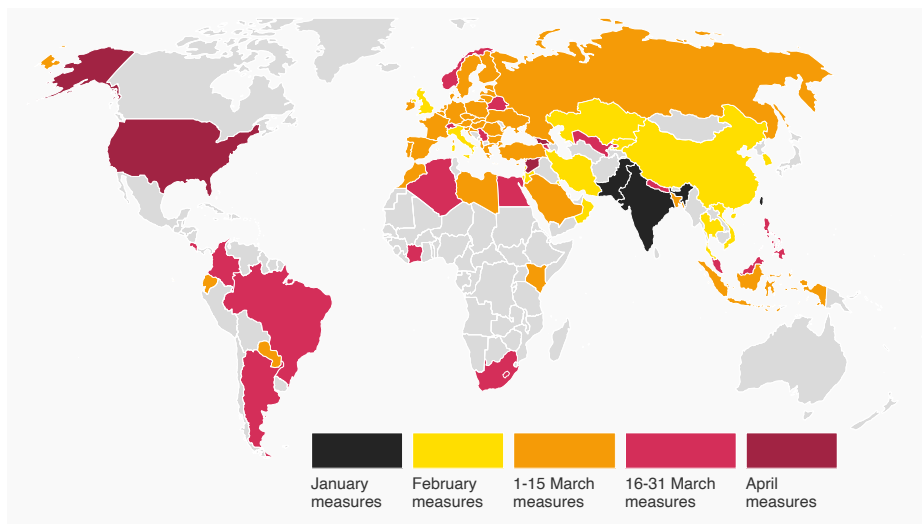 January
measures
February
measures
1-15 March
measures
16-31 March
measures
April
measures